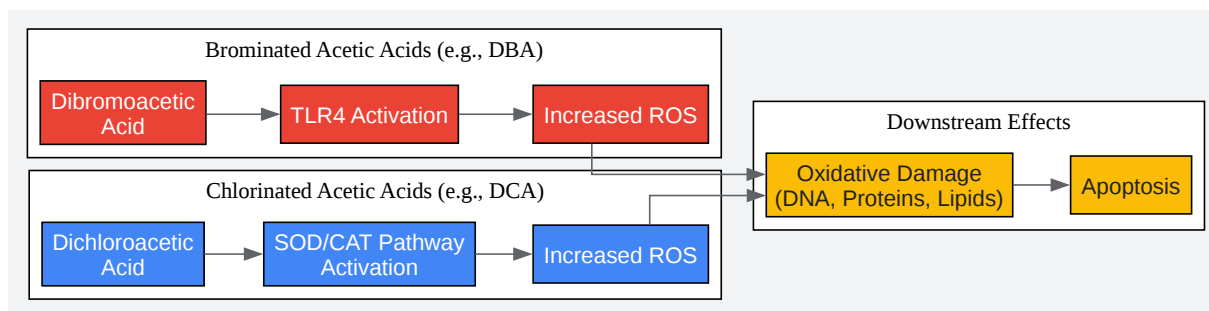 Brominated Acetic Acids (e.g., DBA)
Dibromoacetic
Acid
TLR4 Activation
Increased ROS
Chlorinated Acetic Acids (e.g., DCA)
Dichloroacetic
Acid
SOD/CAT Pathway
Activation
Increased ROS
Downstream Effects
Oxidative Damage
(DNA, Proteins, Lipids)
Apoptosis